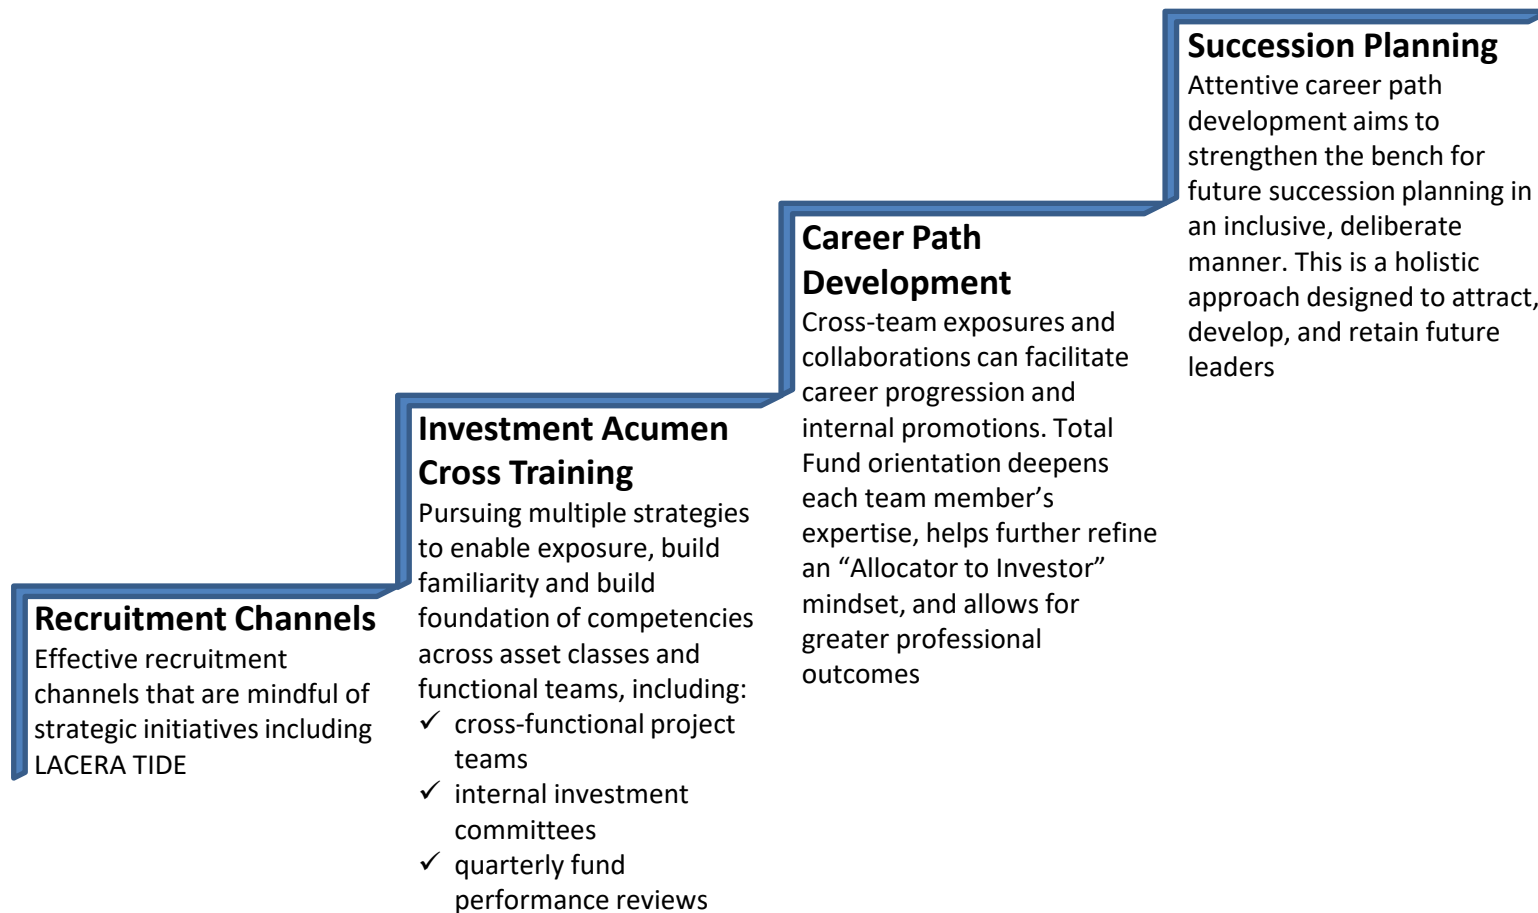 Recruitment Channels
Effective recruitment
channels that are mindful of
strategic initiatives including
LACERA TIDE
Investment Acumen
Cross Training
Pursuing multiple strategies
to enable exposure, build
familiarity and build
foundation of competencies
across asset classes and
functional teams, including:
✓ cross-functional project
teams
✓ internal investment
committees
✓ quarterly fund
performance reviews
Career Path
Development
Cross-team exposures and
collaborations can facilitate
career progression and
internal promotions. Total
Fund orientation deepens
each team member’s
expertise, helps further refine
an “Allocator to Investor”
mindset, and allows for
greater professional
outcomes
Succession Planning
Attentive career path
development aims to
strengthen the bench for
future succession planning in
an inclusive, deliberate
manner. This is a holistic
approach designed to attract,
develop, and retain future
leaders